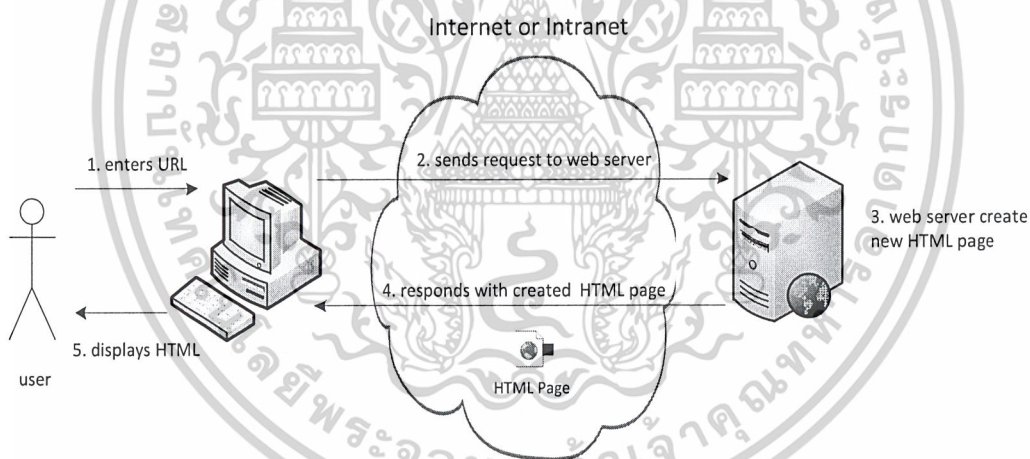 Internet or Intranet
1. enters URL
2. sends request to web server
3. web server create
new HTML page
4. responds with created HTML page
5. displays HTML
user
HTML Page